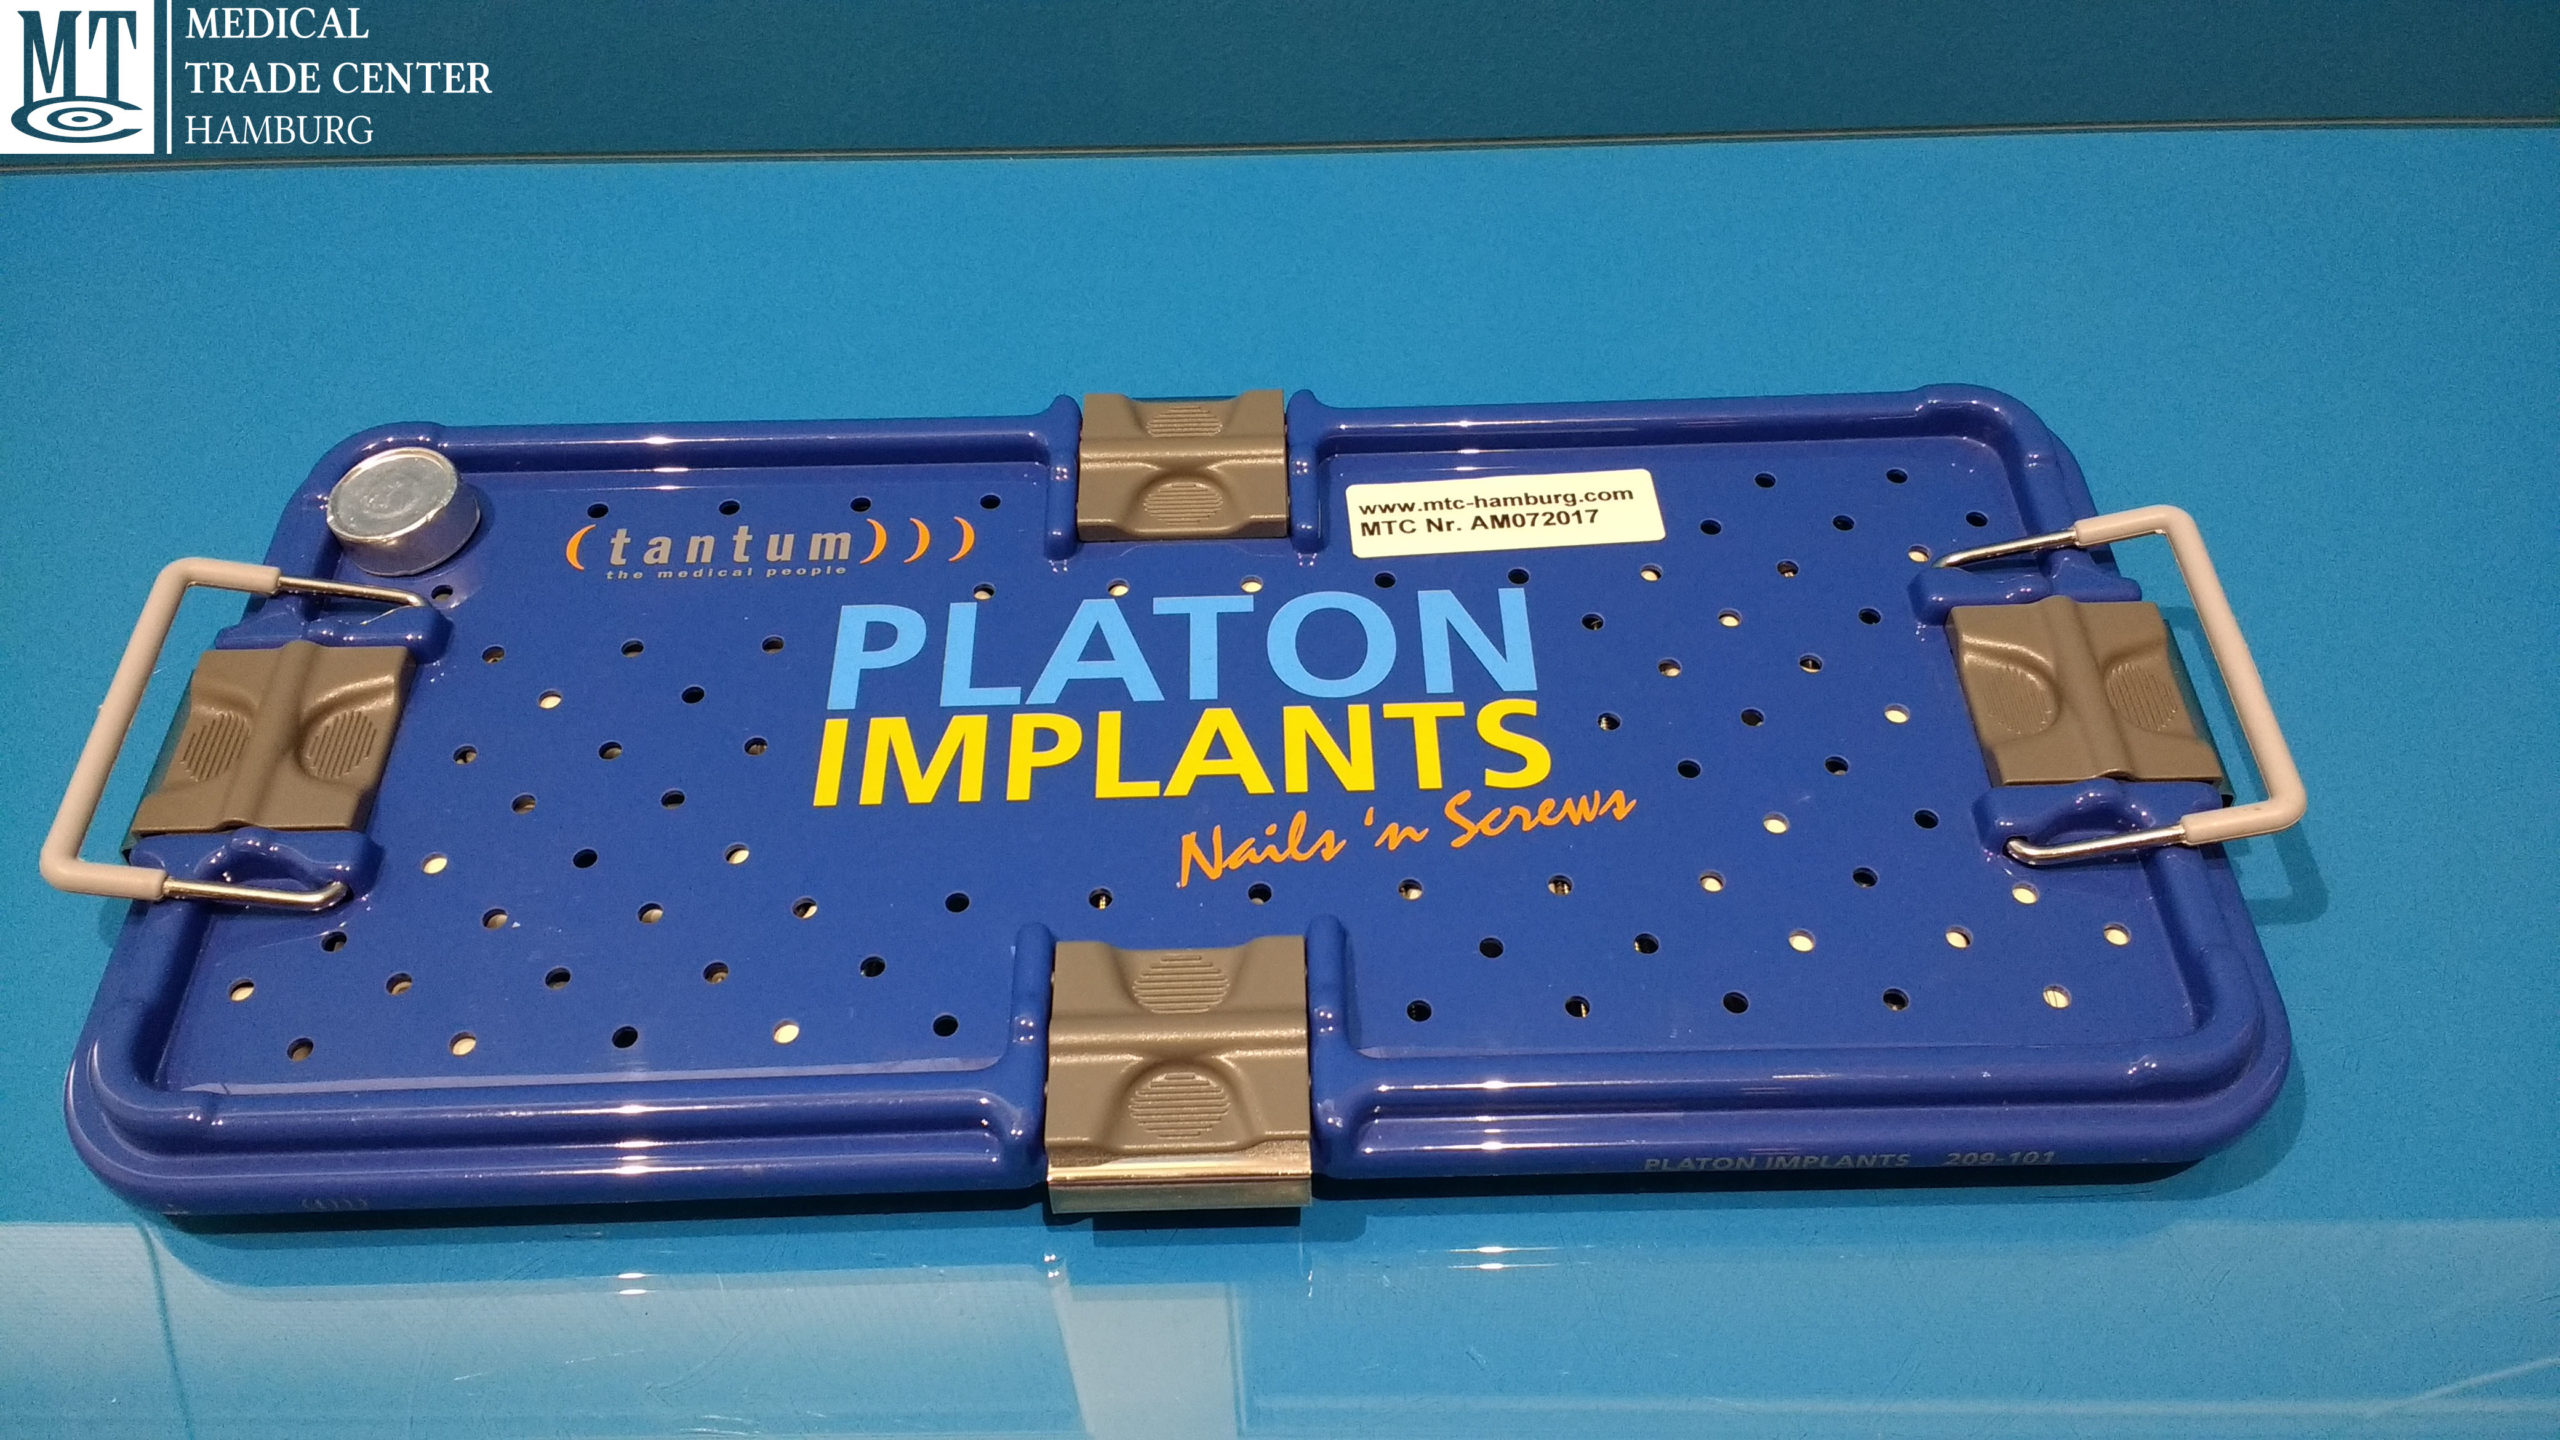 MTC
MEDICAL
TRADE CENTER
HAMBURG
www.mtc-hamburg.com
MTC Nr. AM072017
(tantum)))
the medical people
PLATON
IMPLANTS
Nails 'n Screws
PLATON IMPLANTS 209-101